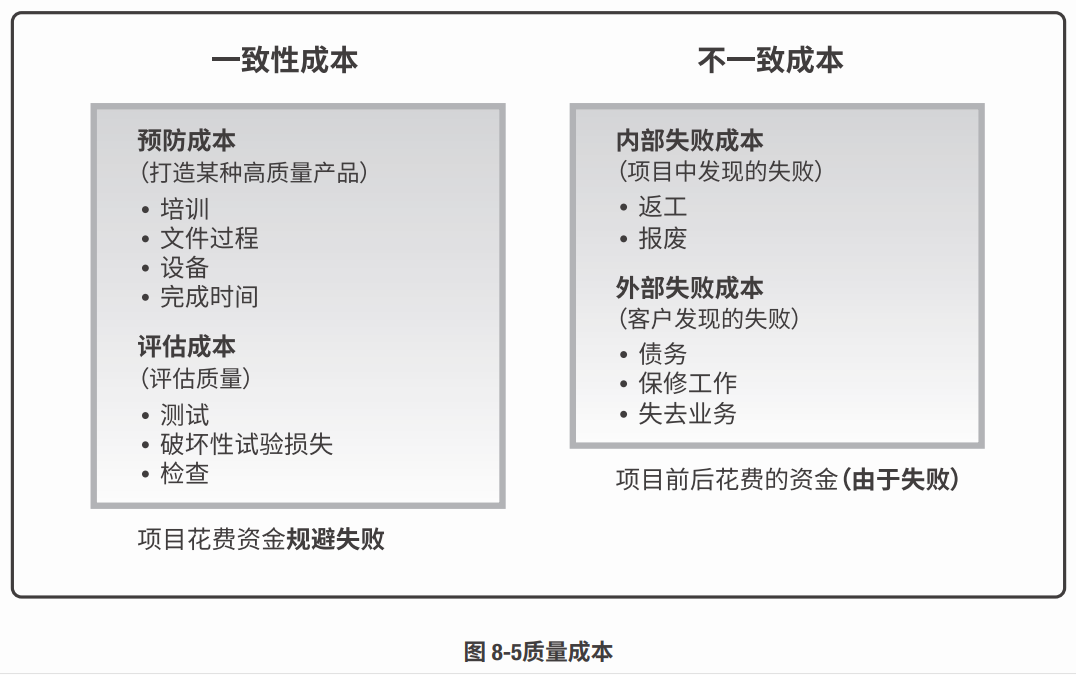 一致性成本
预防成本
（打造某种高质量产品）
• 培训
• 文件过程
• 设备
• 完成时间
评估成本
（评估质量）
• 测试
• 破坏性试验损失
• 检查
项目花费资金规避失败
不一致成本
内部失败成本
（项目中发现的失败）
• 返工
• 报废
外部失败成本
（客户发现的失败）
• 债务
• 保修工作
• 失去业务
项目前后花费的资金（由于失败）
图 8-5质量成本